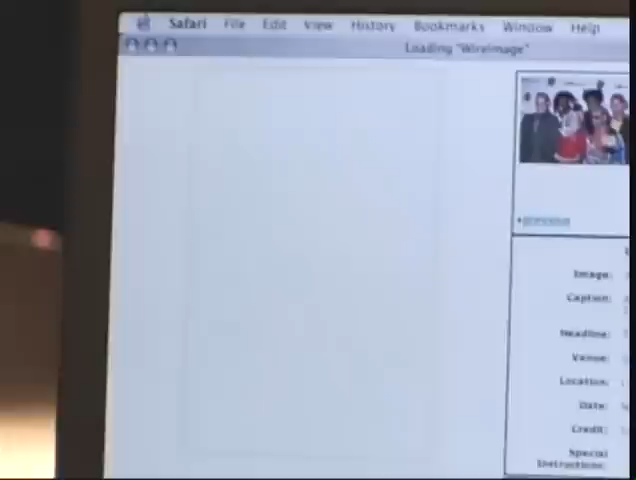 Safari File Edit View History Bookmarks Window Help
Loading "WireImage"
previous
Image:
Caption:
Headline:
Venue:
Location:
Date:
Credit:
Special
Instructions: